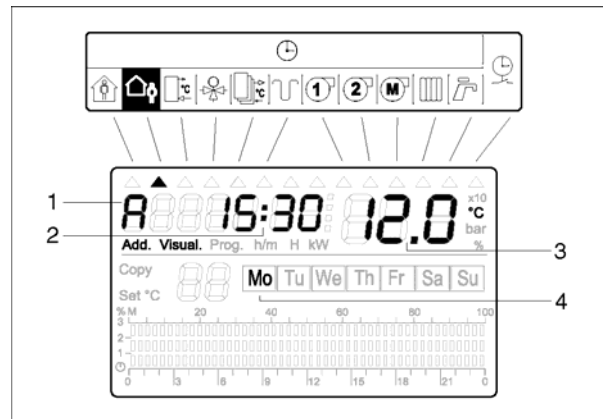 °C °C 1 2 M
1 A 15:30 12.0 x10
°C
2 bar
Add. Visual. Prog. h/m H kW % 3
Copy Mo Tu We Th Fr Sa Su
Set °C 4
% M 20 40 60 80 100
3
2
1
0 3 6 9 12 15 18 21 0